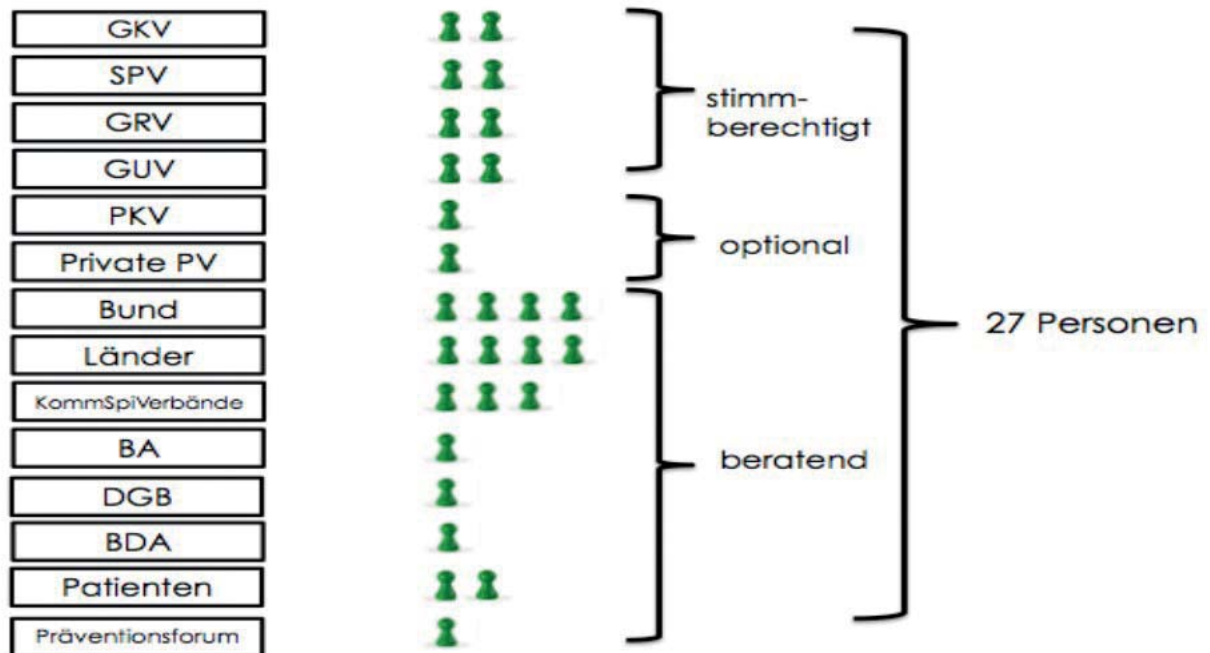 GKV
SPV
GRV
GUV
PKV
Private PV
Bund
Länder
KommSpiVerbände
BA
DGB
BDA
Patienten
Präventionsforum
stimm-
berechtigt
optional
beratend
27 Personen